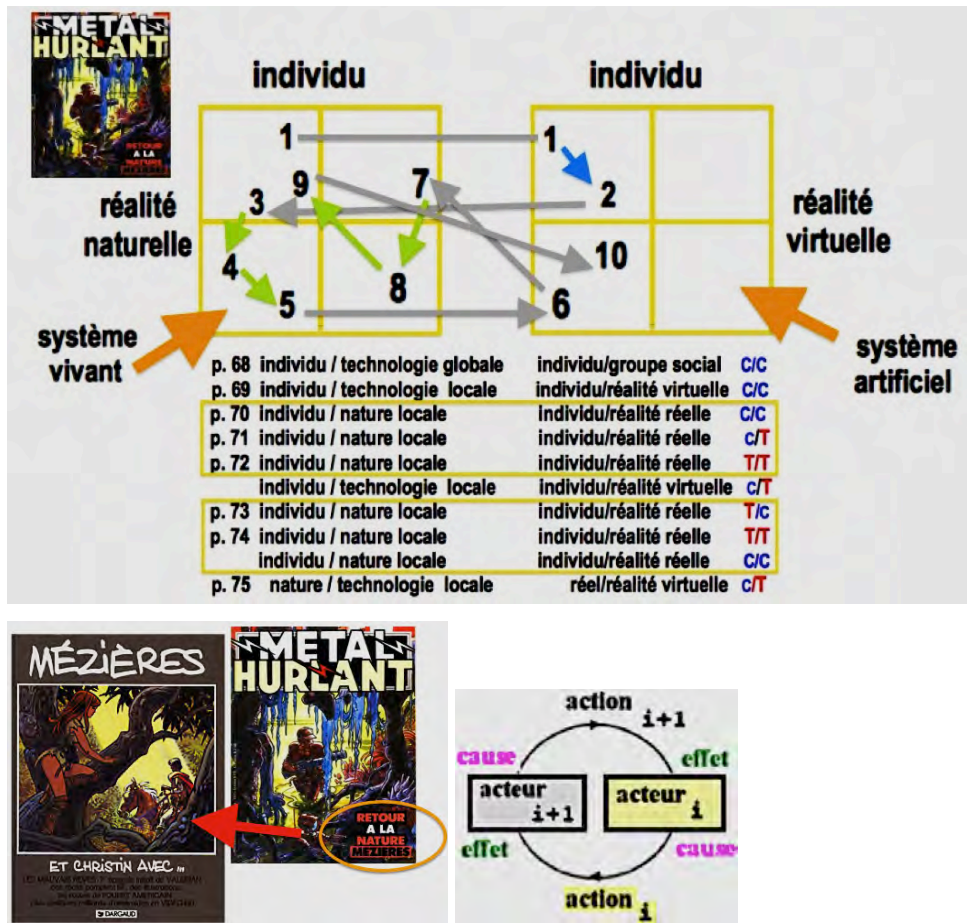 METAL
HURLANT
RETOUR
A LA
NATURE
MEZIERES
individu individu
1 1
9 7 2
3
réalité
naturelle
réalité
virtuelle
4 10
5 8 6
système
vivant
système
artificiel
p. 68 individu / technologie globale individu/groupe social C/C
p. 69 individu / technologie locale individu/réalité virtuelle C/C
p. 70 individu / nature locale individu/réalité réelle C/C
p. 71 individu / nature locale individu/réalité réelle C/T
p. 72 individu / nature locale individu/réalité réelle T/T
individu / technologie locale individu/réalité virtuelle C/T
p. 73 individu / nature locale individu/réalité réelle T/C
p. 74 individu / nature locale individu/réalité réelle T/T
individu / nature locale individu/réalité réelle C/C
p. 75 nature / technologie locale réel/réalité virtuelle C/T
MÉZIÈRES
ET CHRISTIN AVEC
DARGAUD
METAL
HURLANT
RETOUR
A LA
NATURE
MEZIERES
action
i+1
cause effet
acteur
i+1
acteur
i
effet cause
action
i